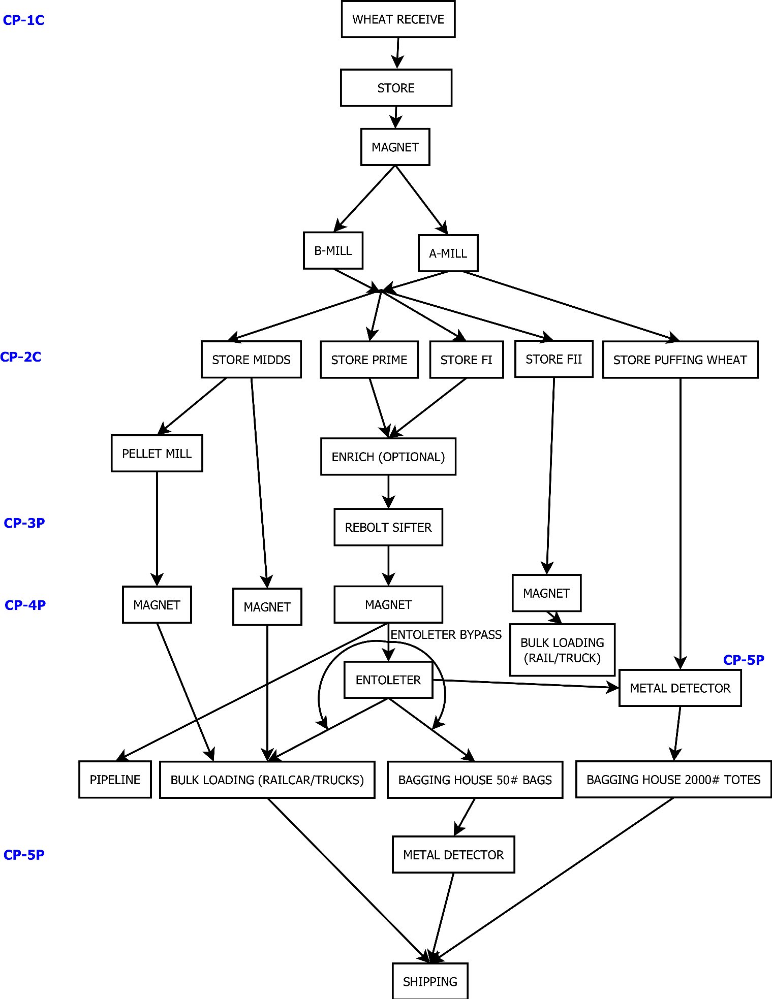 CP-1C
WHEAT RECEIVE
STORE
MAGNET
B-MILL
A-MILL
CP-2C
STORE MIDDS
STORE PRIME
STORE FI
STORE FII
STORE PUFFING WHEAT
PELLET MILL
ENRICH (OPTIONAL)
CP-3P
REBOLT SIFTER
CP-4P
MAGNET
MAGNET
MAGNET
MAGNET
ENTOLETER BYPASS
BULK LOADING
(RAIL/TRUCK)
CP-5P
ENTOLETER
METAL DETECTOR
PIPELINE
BULK LOADING (RAILCAR/TRUCKS)
BAGGING HOUSE 50# BAGS
BAGGING HOUSE 2000# TOTES
CP-5P
METAL DETECTOR
SHIPPING